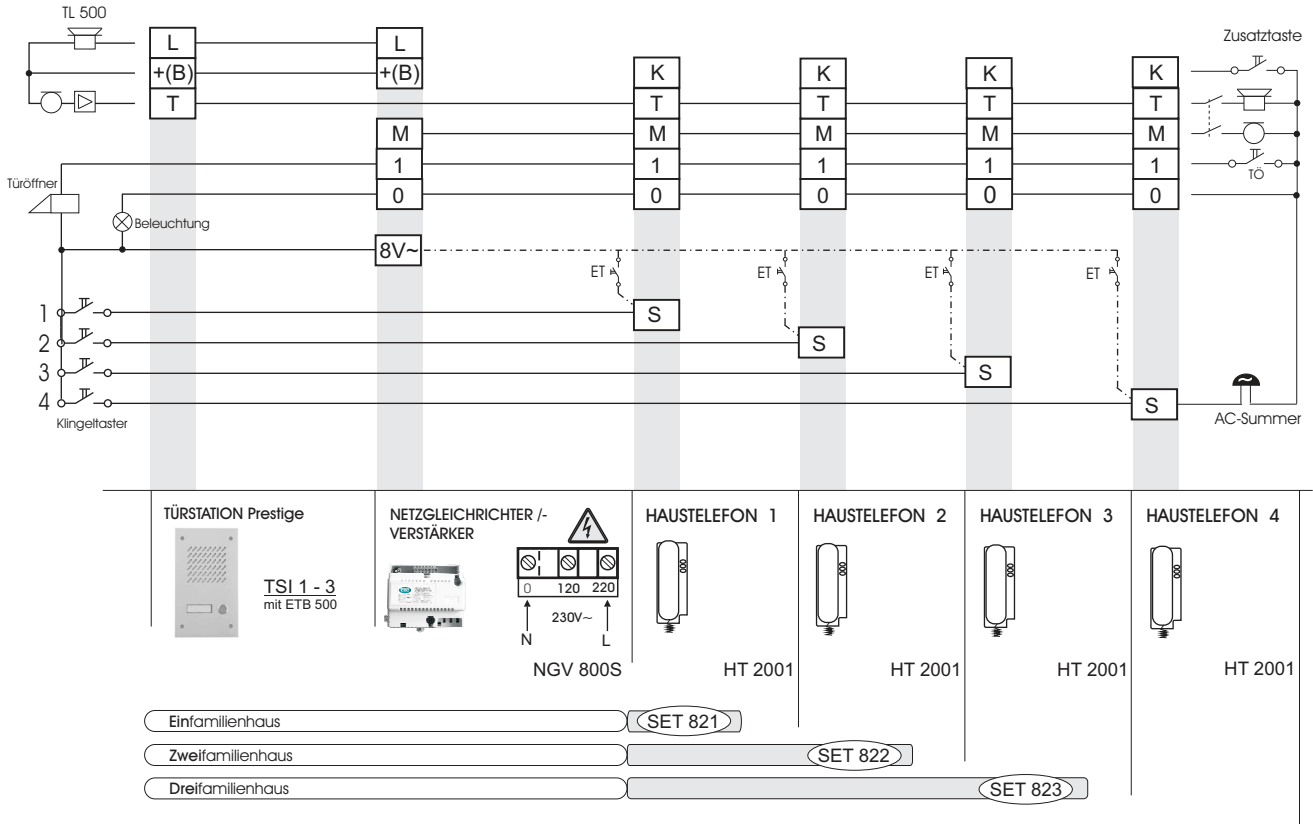 TL 500
Zusatztaste
L L
+(B) +(B) K K K K
T T T T T
M M M M M
1 1 1 1 1
TÖ
Türöffner
0 0 0 0 0
Beleuchtung
8V~
ET ET ET ET
1 S
2 S
3 S
4 S
Klingeltaster
AC-Summer
TÜRSTATION Prestige
TSI 1 - 3
mit ETB 500
NETZGLEICHRICHTER /-
VERSTÄRKER
0 120 220
230V~
N L
NGV 800S
HAUSTELEFON 1
HT 2001
HAUSTELEFON 2
HT 2001
HAUSTELEFON 3
HT 2001
HAUSTELEFON 4
HT 2001
Einfamilienhaus SET 821
Zweifamilienhaus SET 822
Dreifamilienhaus SET 823